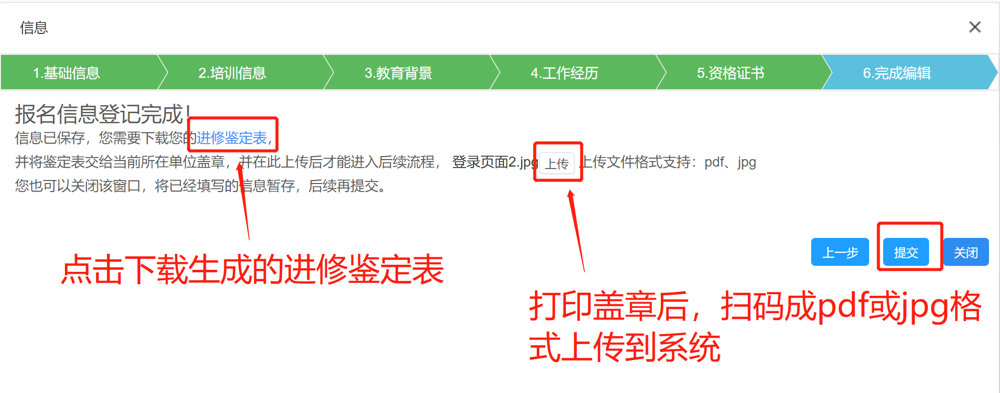 信息
1.基础信息 2.培训信息 3.教育背景 4.工作经历 5.资格证书 6.完成编辑
报名信息登记完成!
信息已保存，您需要下载您的进修鉴定表，
并将鉴定表交给当前所在单位盖章，并在此上传后才能进入后续流程， 登录页面2.jpg 上传 上传文件格式支持：pdf、jpg
您也可以关闭该窗口，将已经填写的信息暂存，后续再提交。
上一步 提交 关闭
点击下载生成的进修鉴定表
打印盖章后，扫码成pdf或jpg格
式上传到系统